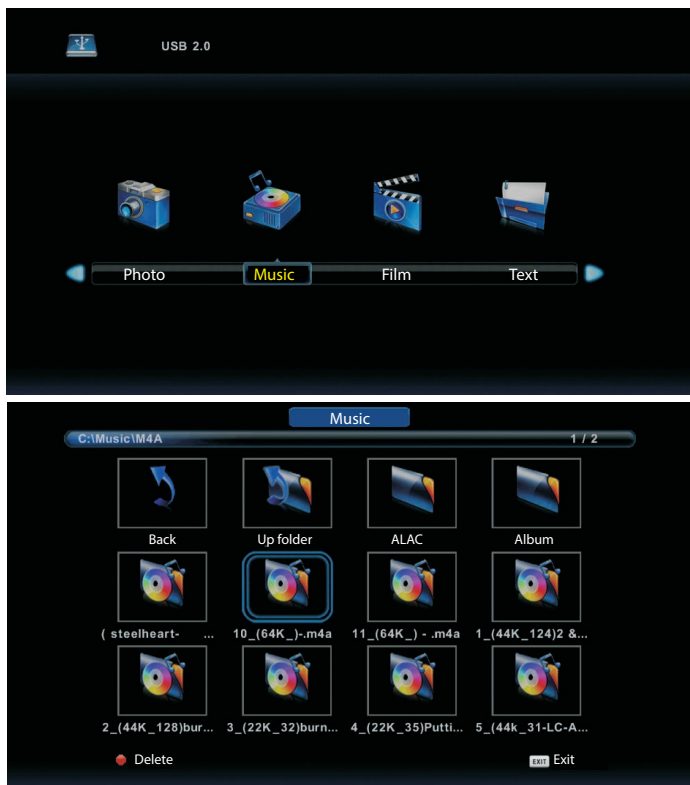 USB 2.0
Photo Music Film Text
Music
C:\Music\M4A 1 / 2
Back Up folder ALAC Album
( steelheart- ... 10_(64K_)-.m4a 11_(64K_) - .m4a 1_(44K_124)2 &...
2_(44K_128)bur... 3_(22K_32)burn... 4_(22K_35)Putti... 5_(44k_31-LC-A...
Delete EXIT Exit